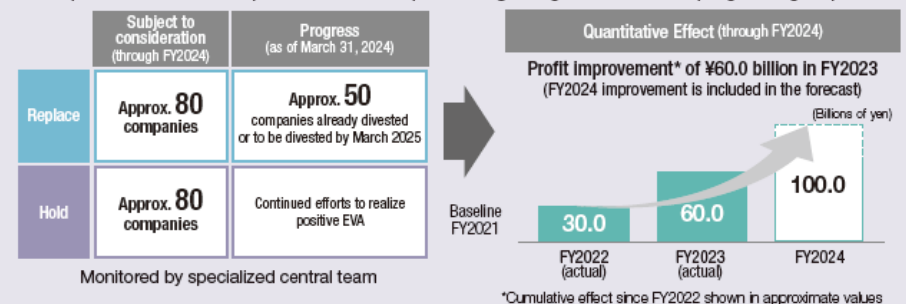 Subject to
consideration
(through FY2024)
Progress
(as of March 31, 2024)
Replace
Approx. 80
companies
Approx. 50
companies already divested
or to be divested by March 2025
Hold
Approx. 80
companies
Continued efforts to realize
positive EVA
Monitored by specialized central team
Quantitative Effect (through FY2024)
Profit improvement* of ¥60.0 billion in FY2023
(FY2024 improvement is included in the forecast)
(Billions of yen)
Baseline
FY2021
30.0
60.0
100.0
FY2022
(actual)
FY2023
(actual)
FY2024
*Cumulative effect since FY2022 shown in approximate values